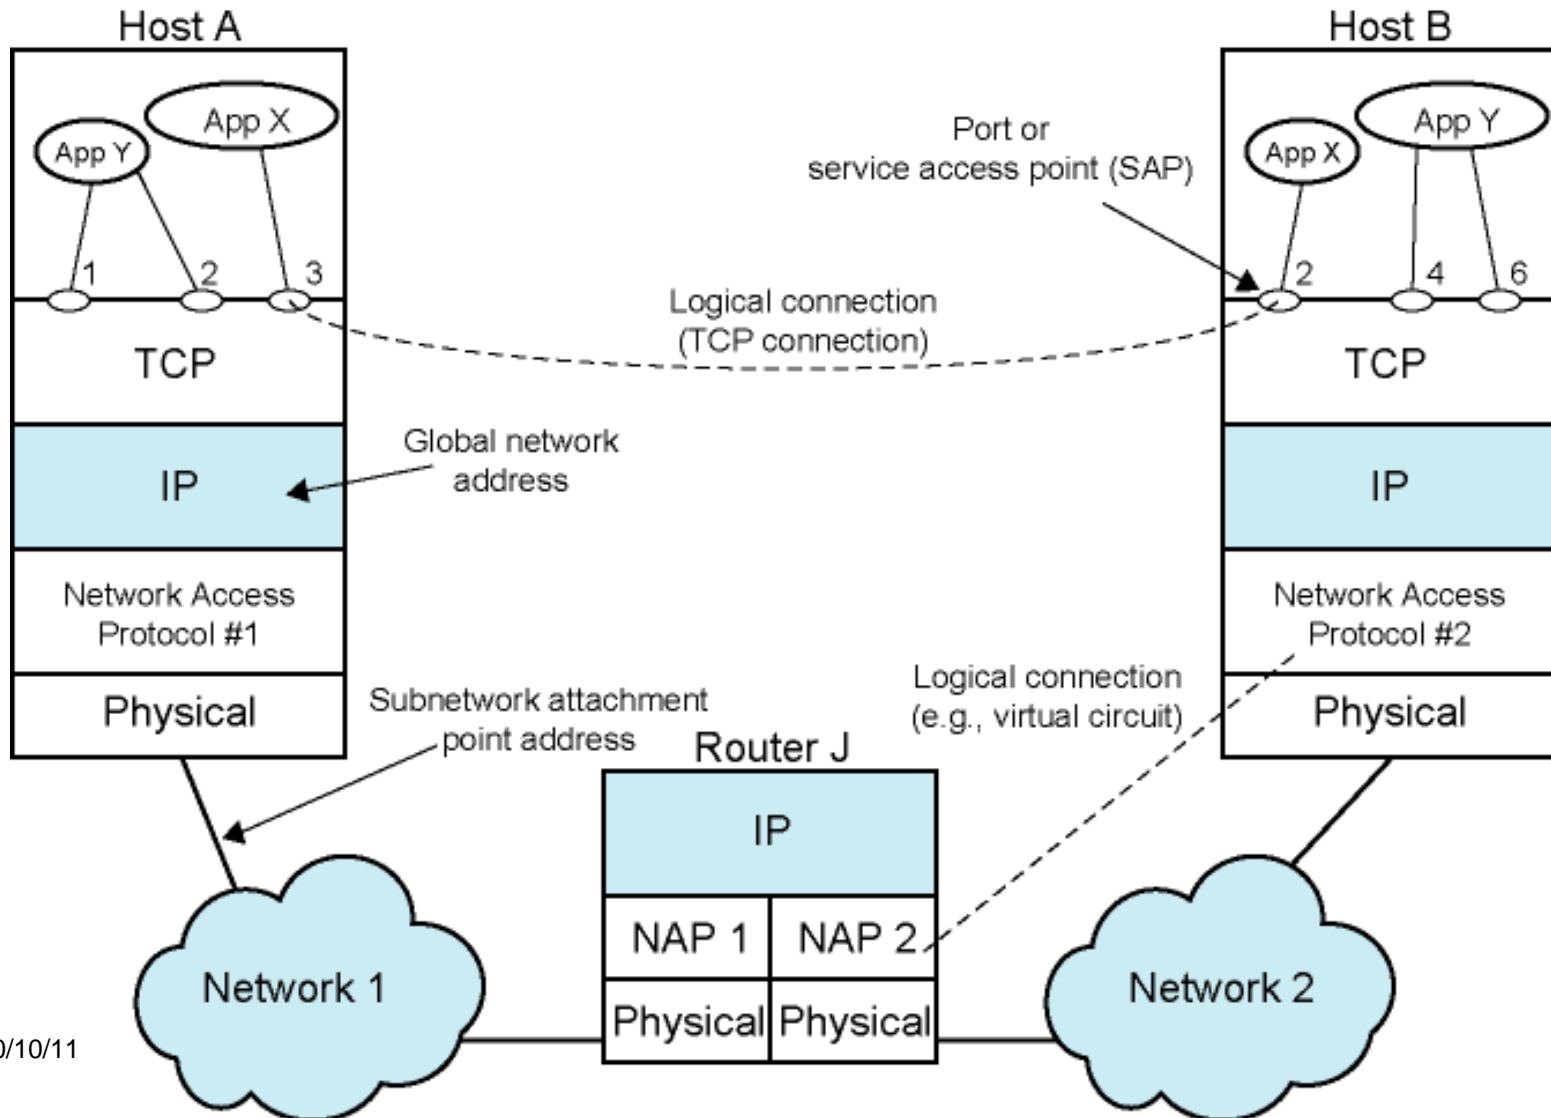 Host A
Host B
App X
App Y
App Y
App X
Port or
service access point (SAP)
1
2
3
2
4
6
Logical connection
(TCP connection)
TCP
TCP
Global network
address
IP
IP
Network Access
Protocol #1
Network Access
Protocol #2
Logical connection
(e.g., virtual circuit)
Subnetwork attachment
point address
Physical
Physical
Router J
IP
NAP 1
NAP 2
Network 1
Network 2
Physical
Physical
0/10/11